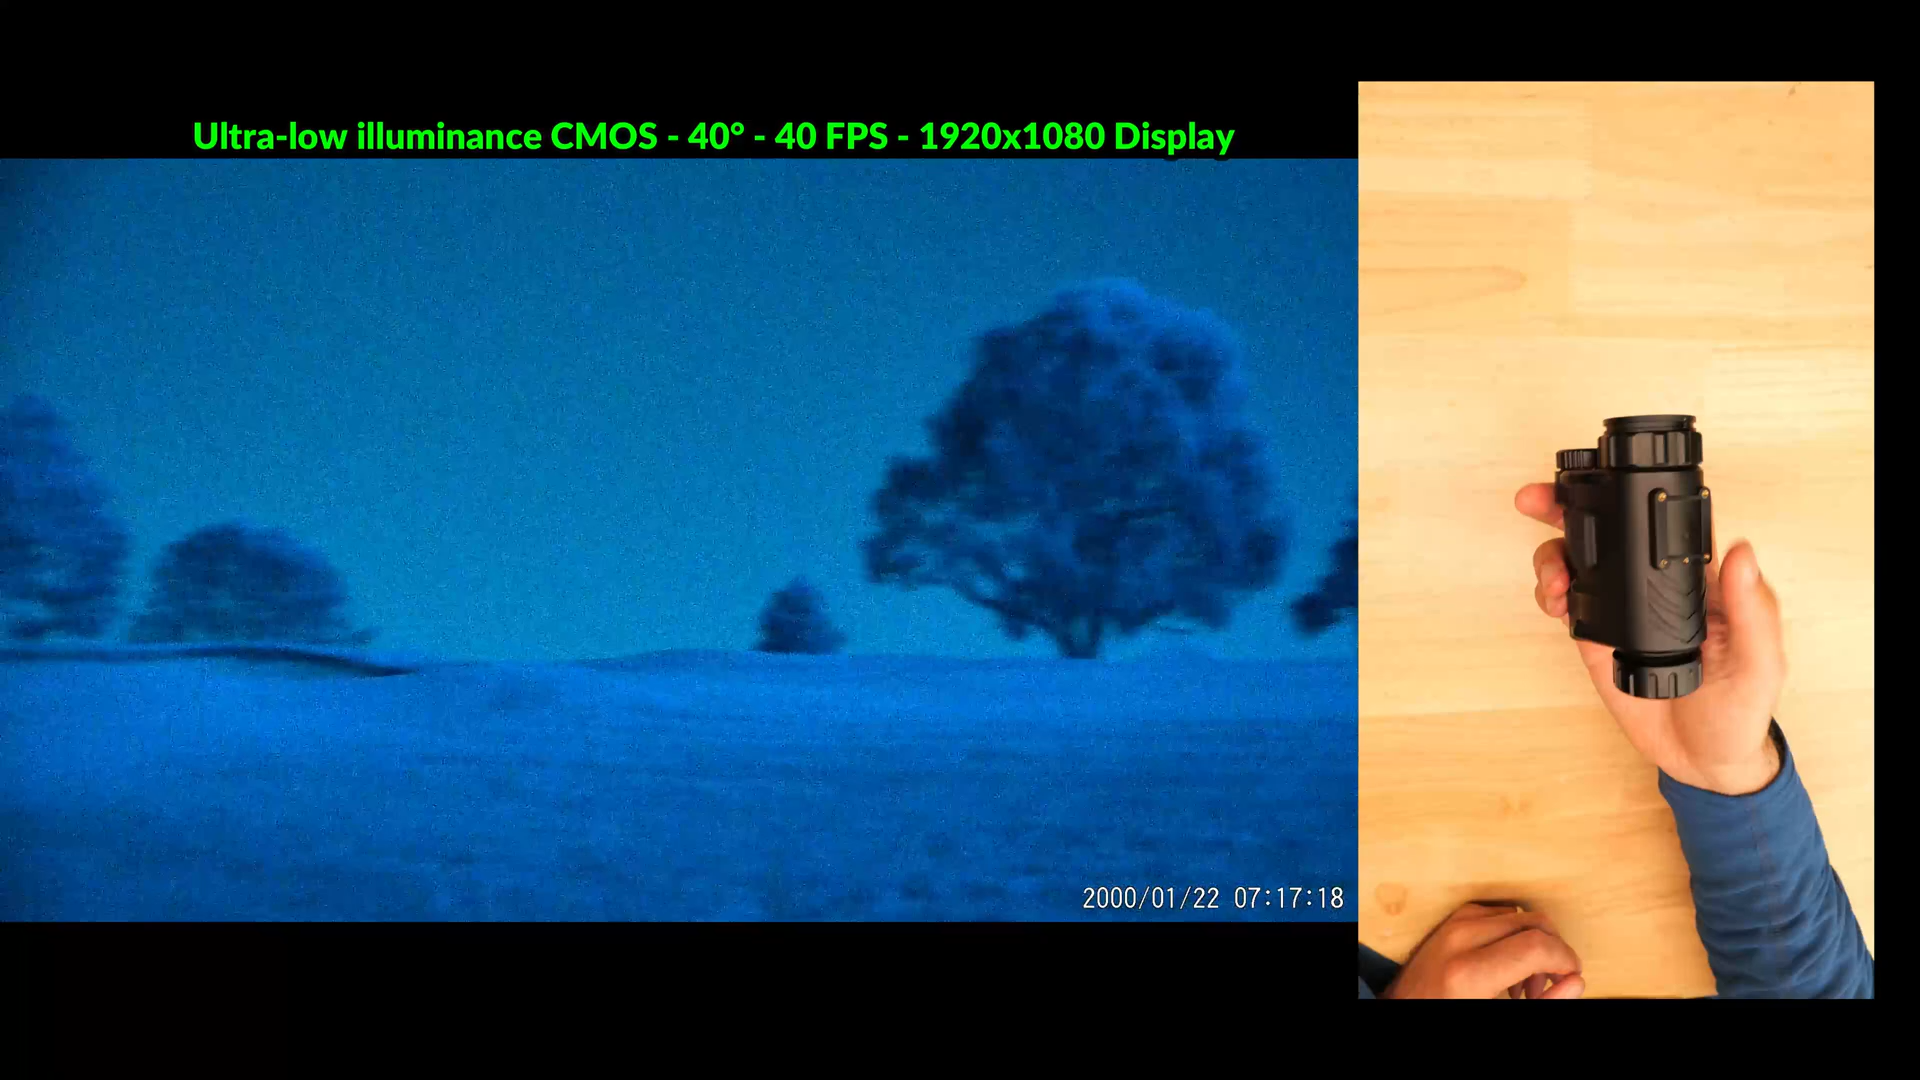 Ultra-low illuminance CMOS - 40° - 40 FPS - 1920x1080 Display
2000/01/22 07:17:18